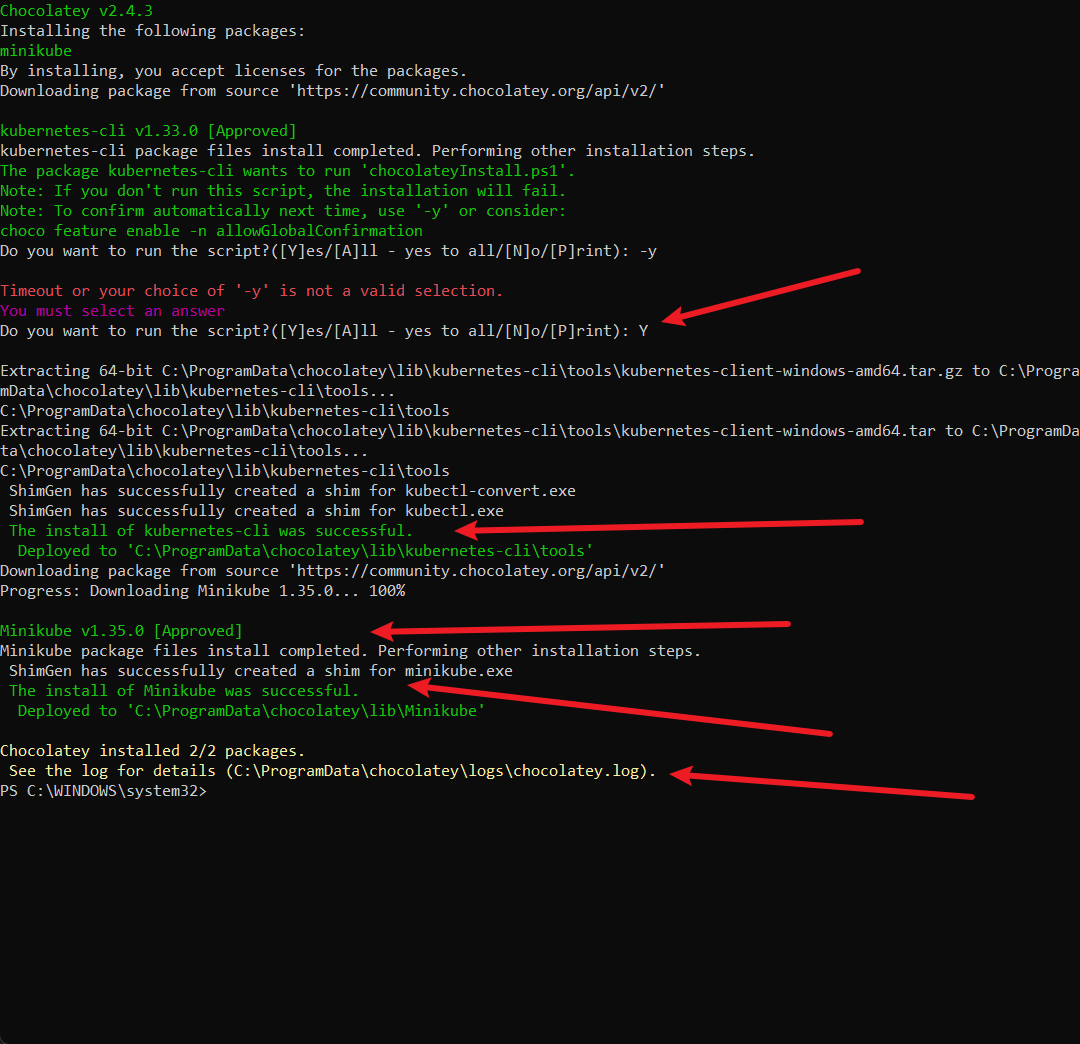 Chocolatey v2.4.3
Installing the following packages:
minikube
By installing, you accept licenses for the packages.
Downloading package from source 'https://community.chocolatey.org/api/v2/'
kubernetes-cli v1.33.0 [Approved]
kubernetes-cli package files install completed. Performing other installation steps.
The package kubernetes-cli wants to run 'chocolateyInstall.ps1'.
Note: If you don't run this script, the installation will fail.
Note: To confirm automatically next time, use '-y' or consider:
choco feature enable -n allowGlobalConfirmation
Do you want to run the script?([Y]es/[A]ll - yes to all/[N]o/[P]rint): -y
Timeout or your choice of '-y' is not a valid selection.
You must select an answer
Do you want to run the script?([Y]es/[A]ll - yes to all/[N]o/[P]rint): Y
Extracting 64-bit C:\ProgramData\chocolatey\lib\kubernetes-cli\tools\kubernetes-client-windows-amd64.tar.gz to C:\Progra
mData\chocolatey\lib\kubernetes-cli\tools...
C:\ProgramData\chocolatey\lib\kubernetes-cli\tools
Extracting 64-bit C:\ProgramData\chocolatey\lib\kubernetes-cli\tools\kubernetes-client-windows-amd64.tar to C:\ProgramDa
ta\chocolatey\lib\kubernetes-cli\tools...
C:\ProgramData\chocolatey\lib\kubernetes-cli\tools
ShimGen has successfully created a shim for kubectl-convert.exe
ShimGen has successfully created a shim for kubectl.exe
The install of kubernetes-cli was successful.
Deployed to 'C:\ProgramData\chocolatey\lib\kubernetes-cli\tools'
Downloading package from source 'https://community.chocolatey.org/api/v2/'
Progress: Downloading Minikube 1.35.0... 100%
Minikube v1.35.0 [Approved]
Minikube package files install completed. Performing other installation steps.
ShimGen has successfully created a shim for minikube.exe
The install of Minikube was successful.
Deployed to 'C:\ProgramData\chocolatey\lib\Minikube'
Chocolatey installed 2/2 packages.
See the log for details (C:\ProgramData\chocolatey\logs\chocolatey.log).
PS C:\WINDOWS\system32>